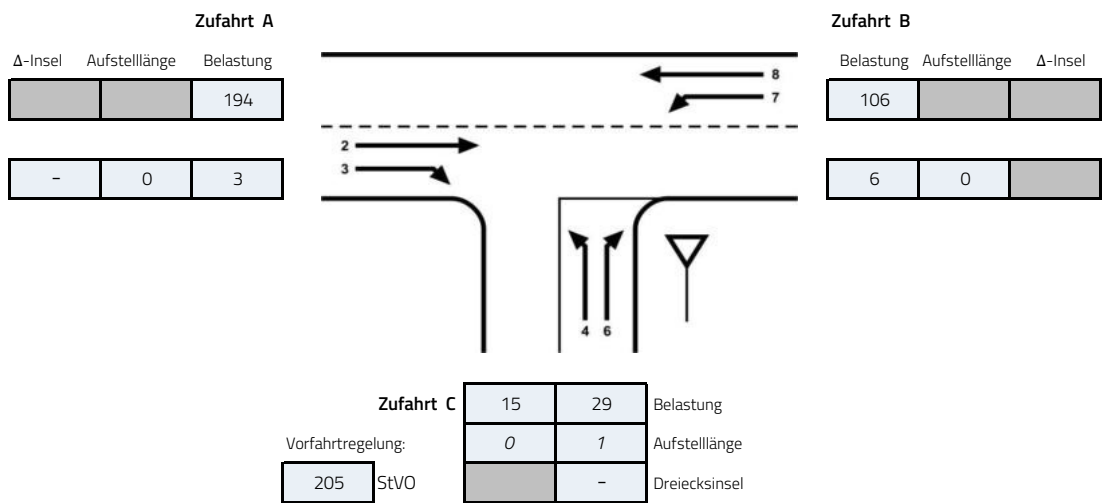 Zufahrt A Zufahrt B
Δ-Insel Aufstelllänge Belastung Belastung Aufstelllänge Δ-Insel
194 8 106
7
2
3
- 0 3 6 0
4 6
Zufahrt C 15 29 Belastung
Vorfahrtregelung: 0 1 Aufstelllänge
205 StVO - Dreiecksinsel